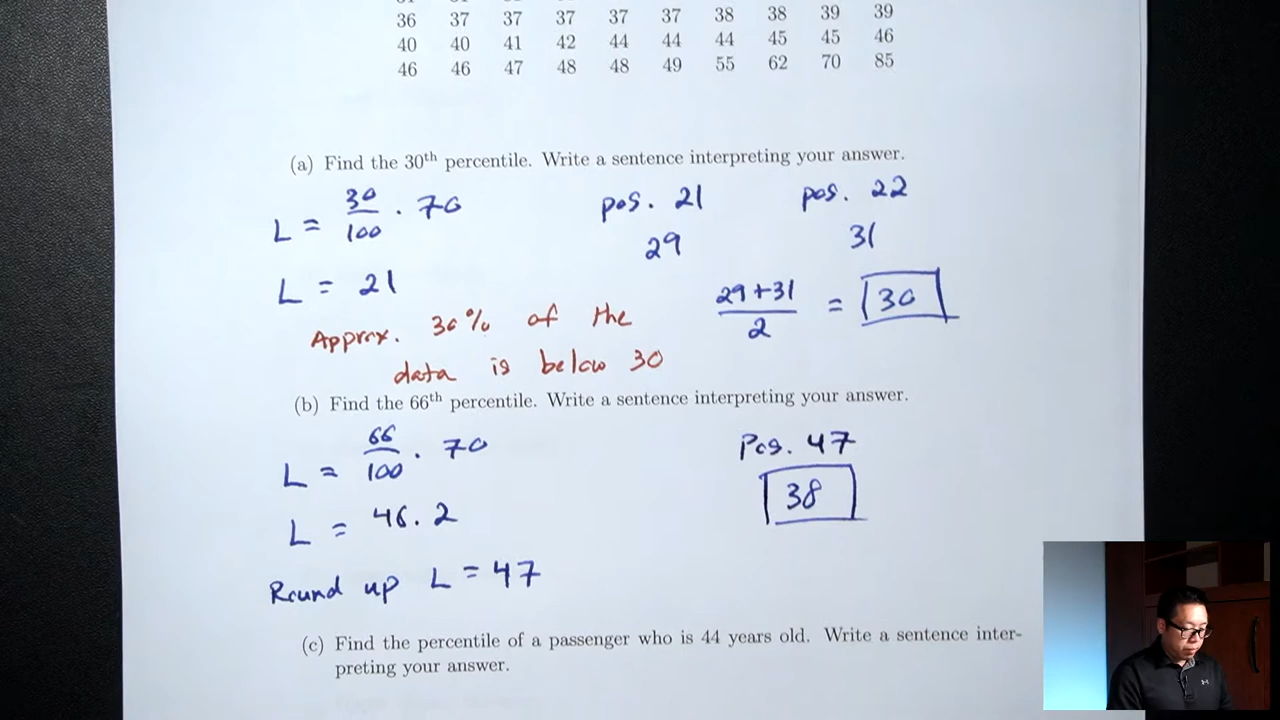 36 37 37 37 37 37 38 38 39 39
40 40 41 42 44 44 44 45 45 46
46 46 47 48 48 49 55 62 70 85
(a) Find the 30th percentile. Write a sentence interpreting your answer.
L = 30/100 · 70 pos. 21 pos. 22
29 31
L = 21 29+31/2 = 30
Approx. 30% of the
data is below 30
(b) Find the 66th percentile. Write a sentence interpreting your answer.
L = 66/100 · 70 Pos. 47
38
L = 46.2
Round up L = 47
(c) Find the percentile of a passenger who is 44 years old. Write a sentence inter-
preting your answer.